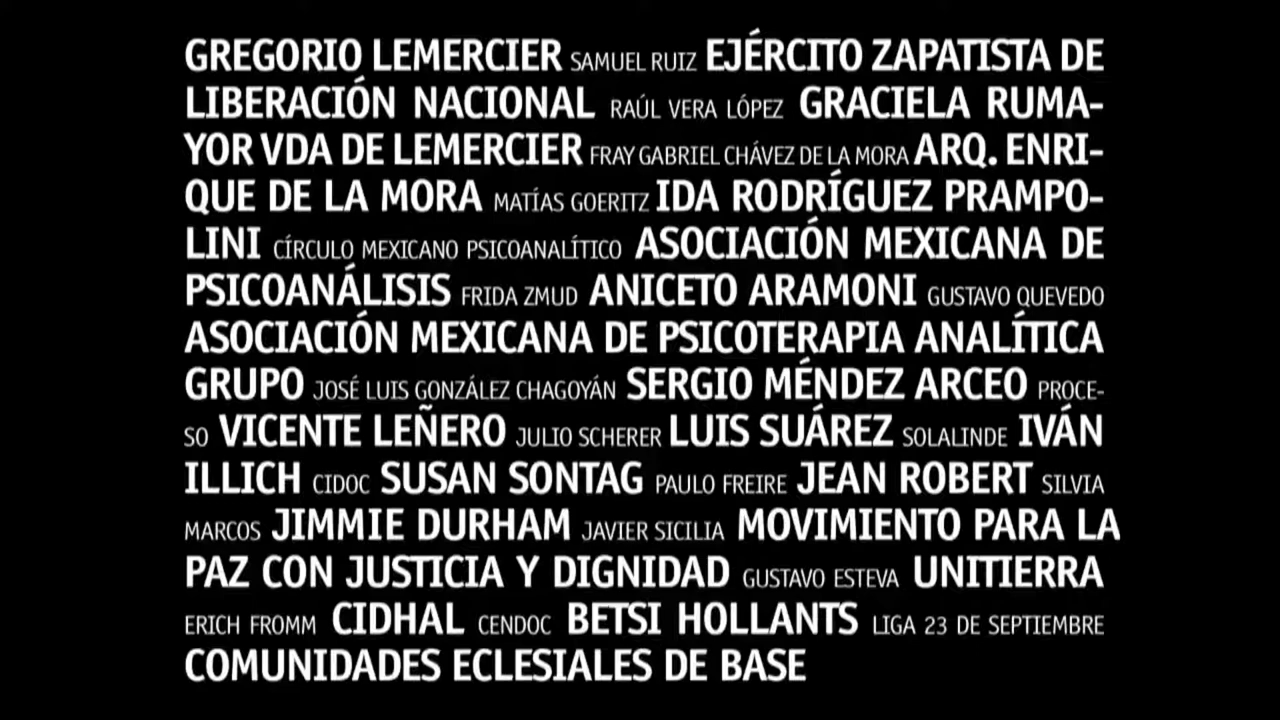 GREGORIO LEMERCIER SAMUEL RUIZ EJÉRCITO ZAPATISTA DE
LIBERACIÓN NACIONAL RAÚL VERA LÓPEZ GRACIELA RUMA-
YOR VDA DE LEMERCIER FRAY GABRIEL CHÁVEZ DE LA MORA ARQ. ENRI-
QUE DE LA MORA MATÍAS GOERITZ IDA RODRÍGUEZ PRAMPO-
LINI CÍRCULO MEXICANO PSICOANALÍTICO ASOCIACIÓN MEXICANA DE
PSICOANÁLISIS FRIDA ZMUD ANICETO ARAMONI GUSTAVO QUEVEDO
ASOCIACIÓN MEXICANA DE PSICOTERAPIA ANALÍTICA
GRUPO JOSÉ LUIS GONZÁLEZ CHAGOYÁN SERGIO MÉNDEZ ARCEO PROCE-
SO VICENTE LEÑERO JULIO SCHERER LUIS SUÁREZ SOLALINDE IVÁN
ILLICH CIDOC SUSAN SONTAG PAULO FREIRE JEAN ROBERT SILVIA
MARCOS JIMMIE DURHAM JAVIER SICILIA MOVIMIENTO PARA LA
PAZ CON JUSTICIA Y DIGNIDAD GUSTAVO ESTEVA UNITIERRA
ERICH FROMM CIDHAL CENDOC BETSI HOLLANTS LIGA 23 DE SEPTIEMBRE
COMUNIDADES ECLESIALES DE BASE